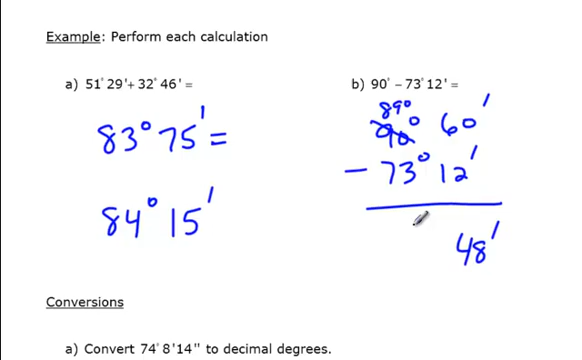 Example: Perform each calculation
a) 51° 29'+ 32° 46' =
b) 90° − 73° 12' =
83° 75' =
84° 15'
89°
90° 60'
− 73° 12'
48'
Conversions
a) Convert 74° 8'14" to decimal degrees.